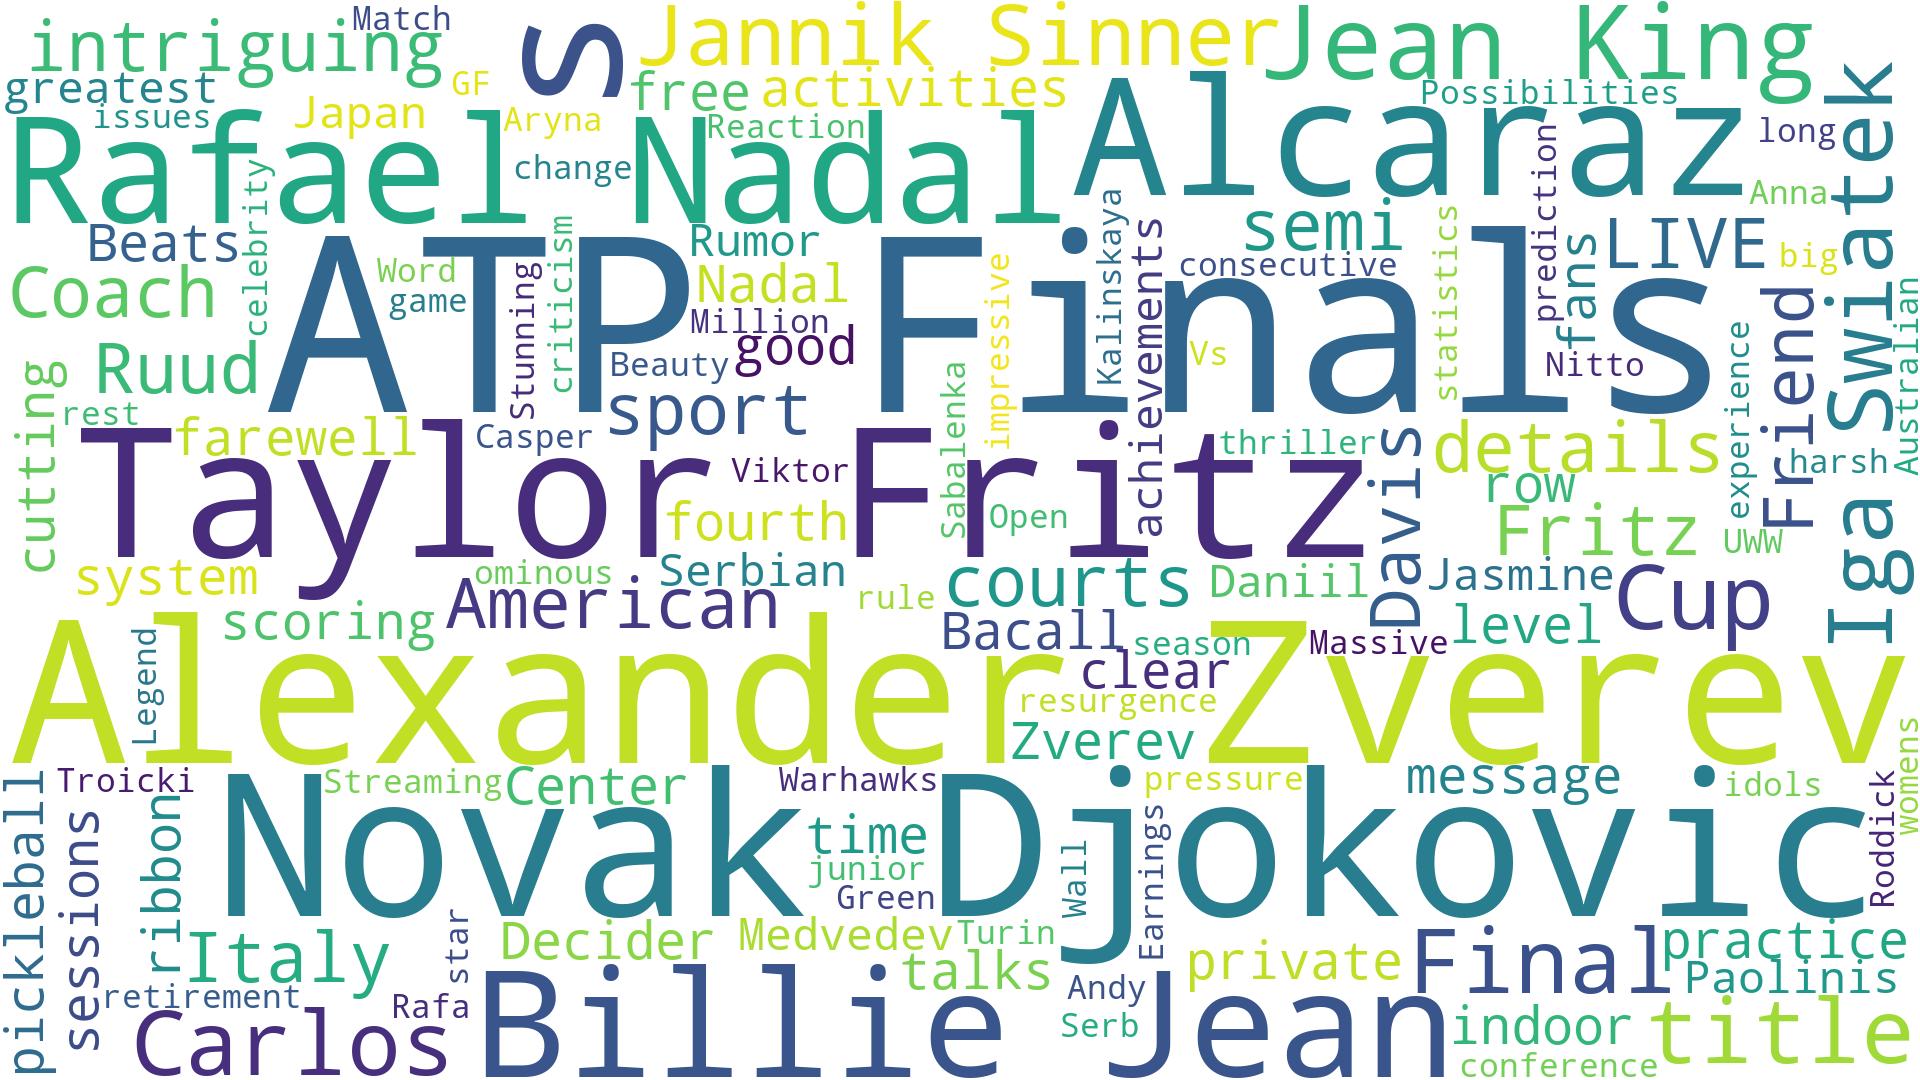 Match
intriguing
S
Jannik Sinner
Jean King
greatest
GF
free
activities
Possibilities
issues
Japan
Aryna
Reaction
Alcaraz
long
Iga Swiatek
Rafael Nadal
change
celebrity
prediction
Anna
Beats
criticism
Rumor
Kalinskaya
achievements
semi
statistics
fans
LIVE
big
Coach
Word
game
Stunning
Nadal
impressive
consecutive
Friend
Australian
ATP Finals
Million
Ruud
Beauty
good
Vs
Nitto
experience
cutting
rest
sport
Sabalenka
farewell
Casper
thriller
Davis
details
harsh
Taylor Fritz
Viktor
row
fourth
Open
Fritz
UWW
system
ominous
Serbian
courts
Daniil
Jasmine
Cup
scoring
American
rule
Legend
Bacall
season
Massive
level
clear
Alexander Zverev
resurgence
Zverev
womens
Troicki
Streaming
Center
Warhawks
pressure
message
idols
Roddick
pickleball
sessions
ribbon
Novak Djokovic
time
junior
Green
Wall
Earnings
Italy
star
Decider
Medvedev
Turin
practice
talks
private
Final
Paolinis
retirement
Rafa
Andy
Carlos
Billie Jean
Serb
indoor
title
conference